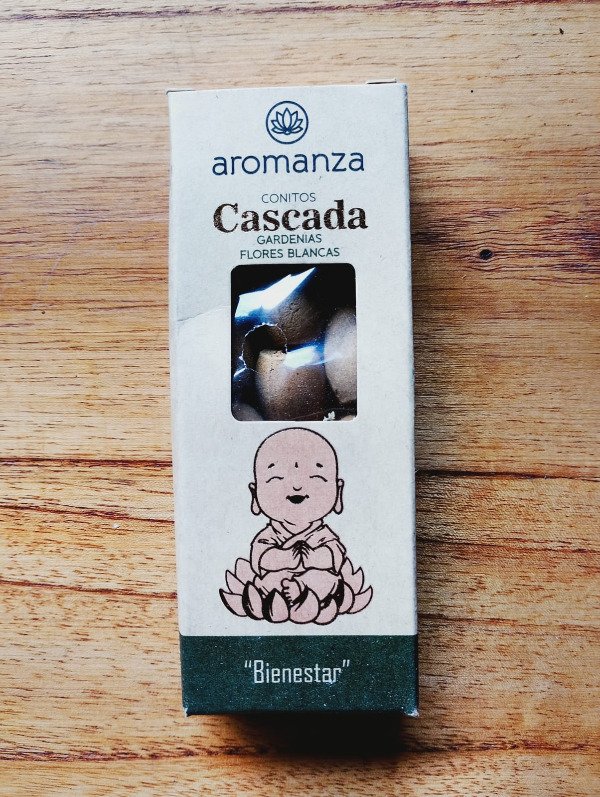 aromanza
CONITOS
Cascada
GARDENIAS
FLORES BLANCAS
“Bienestar”